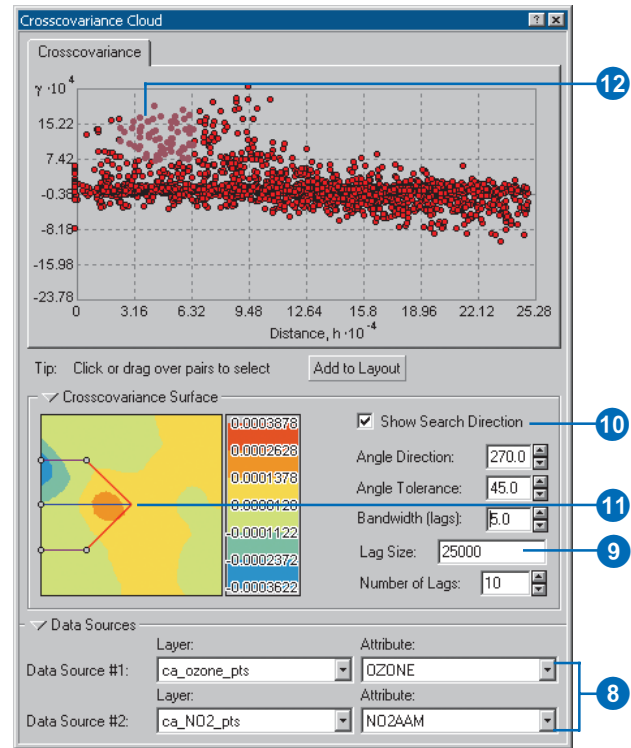 Crosscovariance Cloud
Crosscovariance
γ·10 4
15.22
7.42
-0.38
-8.18
-15.98
-23.78
0 3.16 6.32 9.48 12.64 15.8 18.96 22.12 25.28
Distance, h·10 -4
12
Tip: Click or drag over pairs to select Add to Layout
Crosscovariance Surface
0.0003878
0.0002628
0.0001378
0.0000128
-0.0001122
-0.0002372
-0.0003622
Show Search Direction
10
Angle Direction: 270.0
Angle Tolerance: 45.0
11
Bandwidth (lags): 5.0
Lag Size: 25000
9
Number of Lags: 10
Data Sources
Layer: Attribute:
Data Source #1: ca_ozone_pts OZONE
Layer: Attribute:
8
Data Source #2: ca_NO2_pts NO2AAM